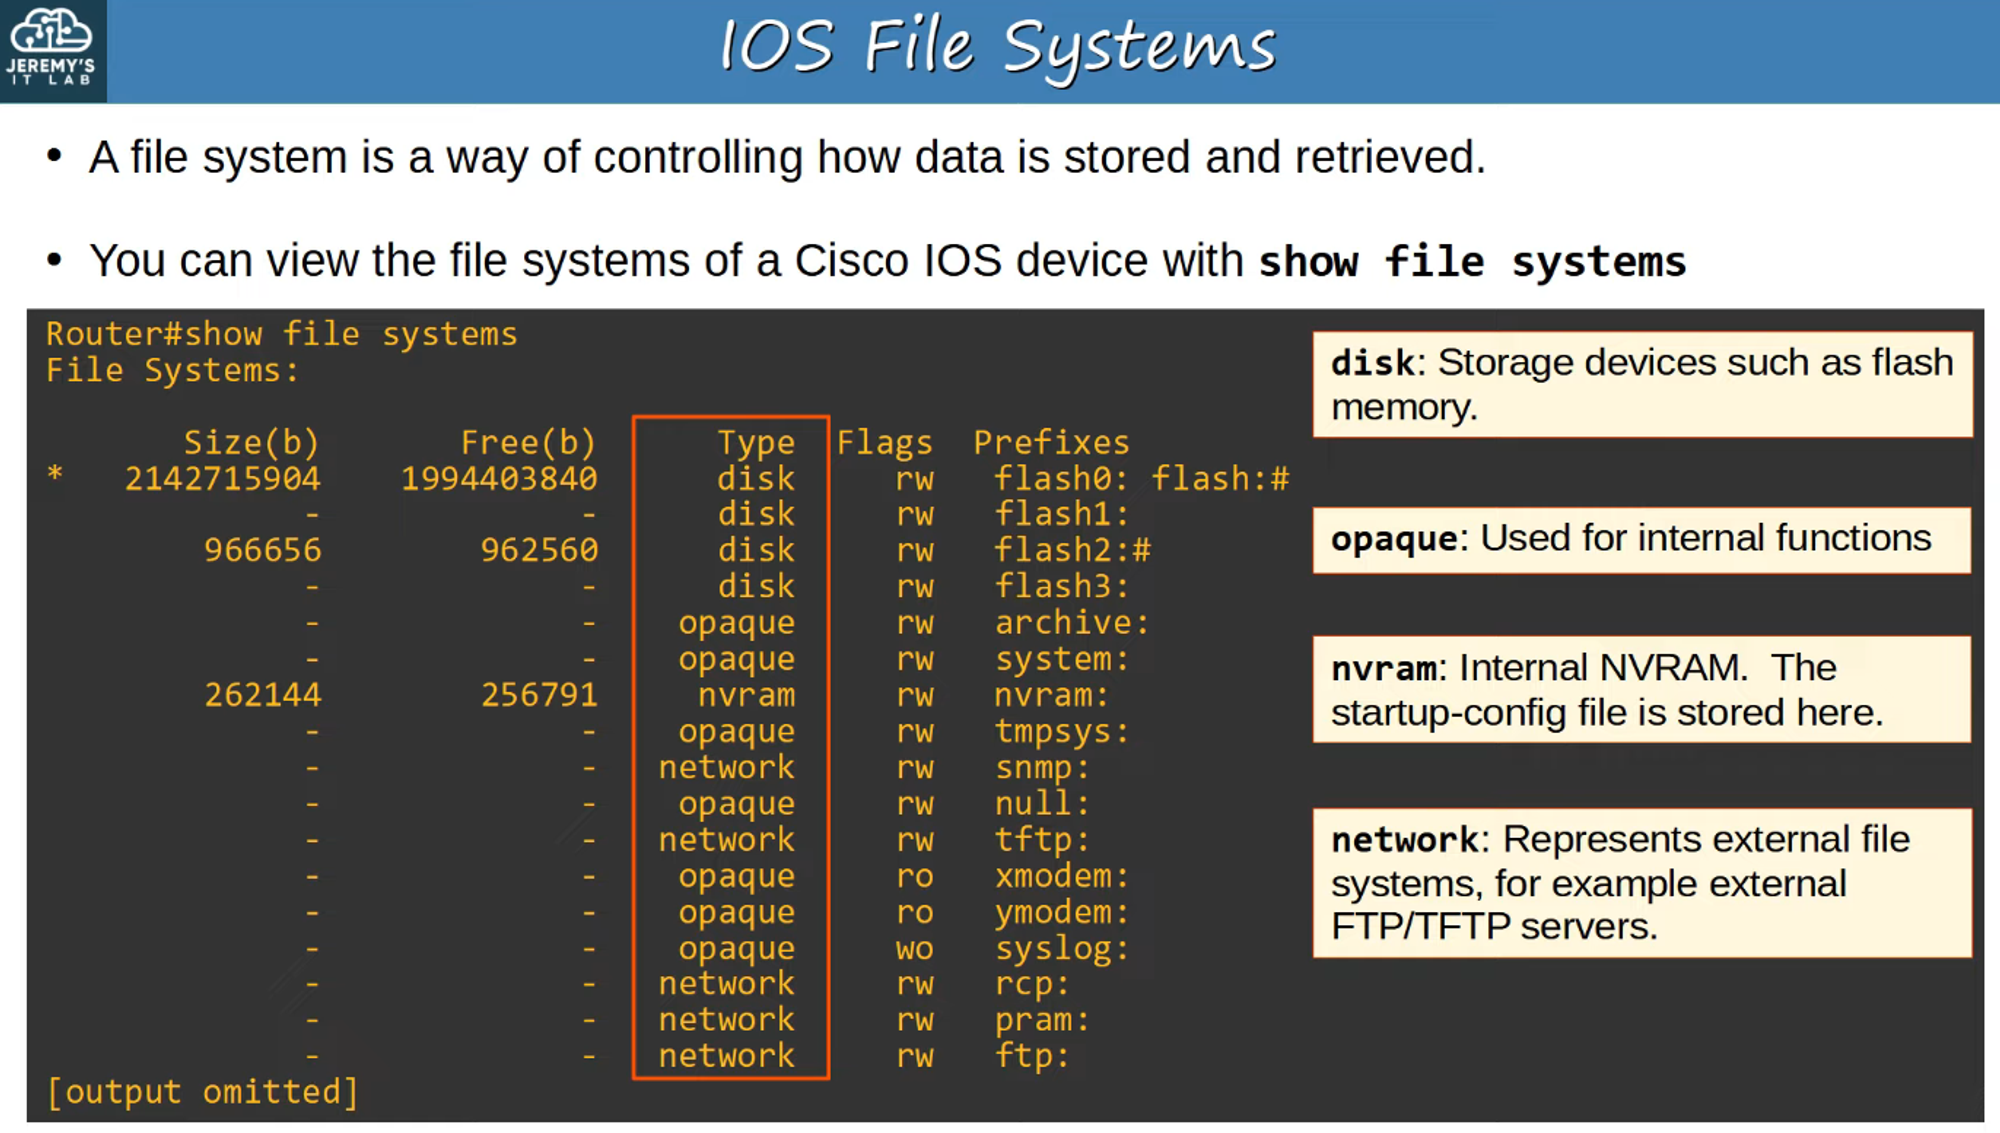 JEREMY'S
IT LAB
IOS File Systems
• A file system is a way of controlling how data is stored and retrieved.
• You can view the file systems of a Cisco IOS device with show file systems
Router#show file systems
File Systems:
Size(b) Free(b) Type Flags Prefixes
* 2142715904 1994403840 disk rw flash0: flash:#
- - disk rw flash1:
966656 962560 disk rw flash2:#
- - disk rw flash3:
- - opaque rw archive:
- - opaque rw system:
262144 256791 nvram rw nvram:
- - opaque rw tmpsys:
- - network rw snmp:
- - opaque rw null:
- - network rw tftp:
- - opaque ro xmodem:
- - opaque ro ymodem:
- - opaque wo syslog:
- - network rw rcp:
- - network rw pram:
- - network rw ftp:
[output omitted]
disk: Storage devices such as flash
memory.
opaque: Used for internal functions
nvram: Internal NVRAM. The
startup-config file is stored here.
network: Represents external file
systems, for example external
FTP/TFTP servers.